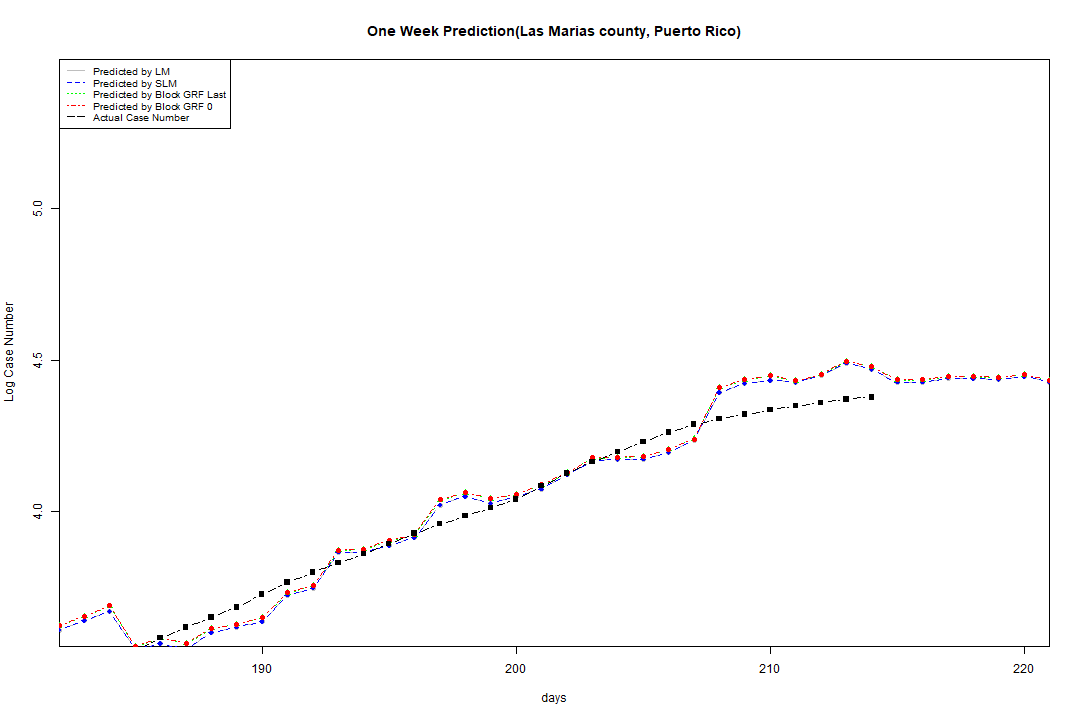 One Week Prediction(Las Marias county, Puerto Rico)
Predicted by LM
Predicted by SLM
Predicted by Block GRF Last
Predicted by Block GRF 0
Actual Case Number
5.0
4.5
4.0
Log Case Number
190 200 210 220
days